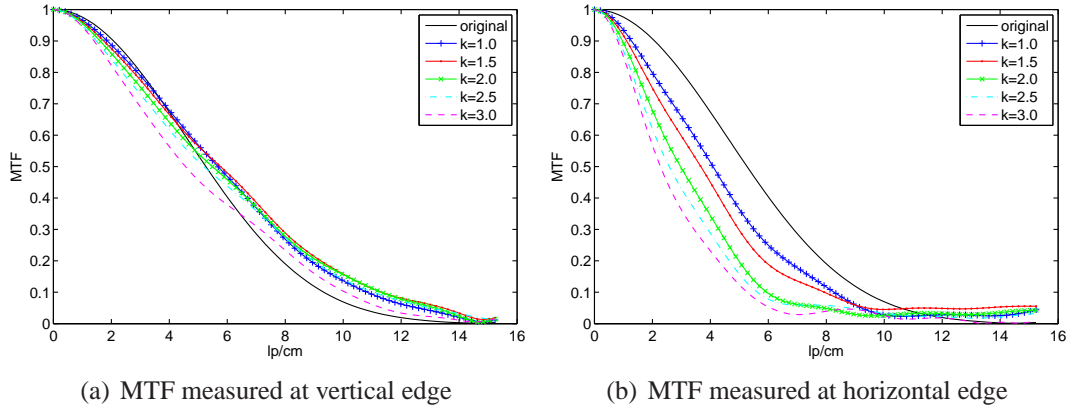 1
0.9
0.8
0.7
0.6
0.5
0.4
0.3
0.2
0.1
0
MTF
0 2 4 6 8 10 12 14 16
lp/cm
original
k=1.0
k=1.5
k=2.0
k=2.5
k=3.0
(a) MTF measured at vertical edge
1
0.9
0.8
0.7
0.6
0.5
0.4
0.3
0.2
0.1
0
MTF
0 2 4 6 8 10 12 14 16
lp/cm
original
k=1.0
k=1.5
k=2.0
k=2.5
k=3.0
(b) MTF measured at horizontal edge